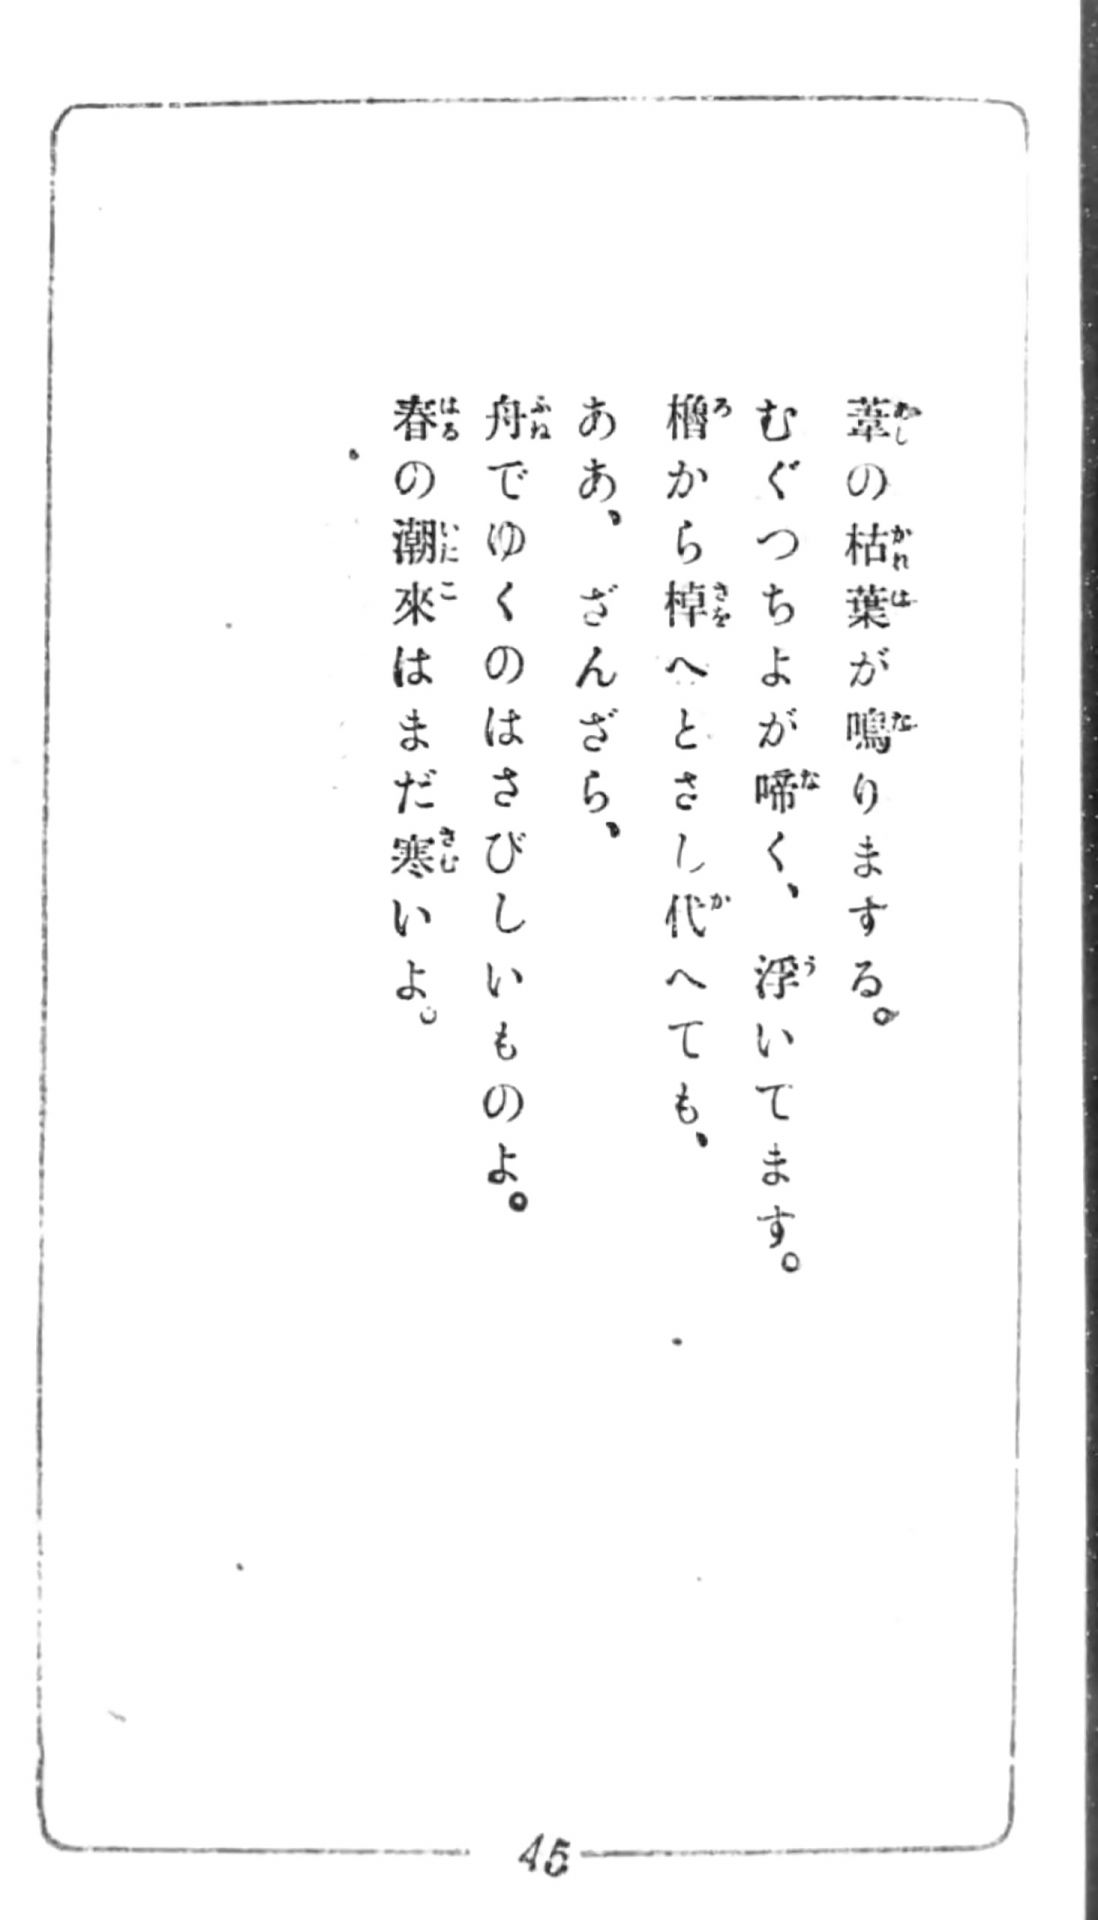 葦の枯葉が鳴りまする。
むぐつちよが啼く、浮いてます。
櫓から棹へとさし代へても、
ああ、ざんざら、
舟でゆくのはさびしいものよ。
春の潮來はまだ寒いよ。
45